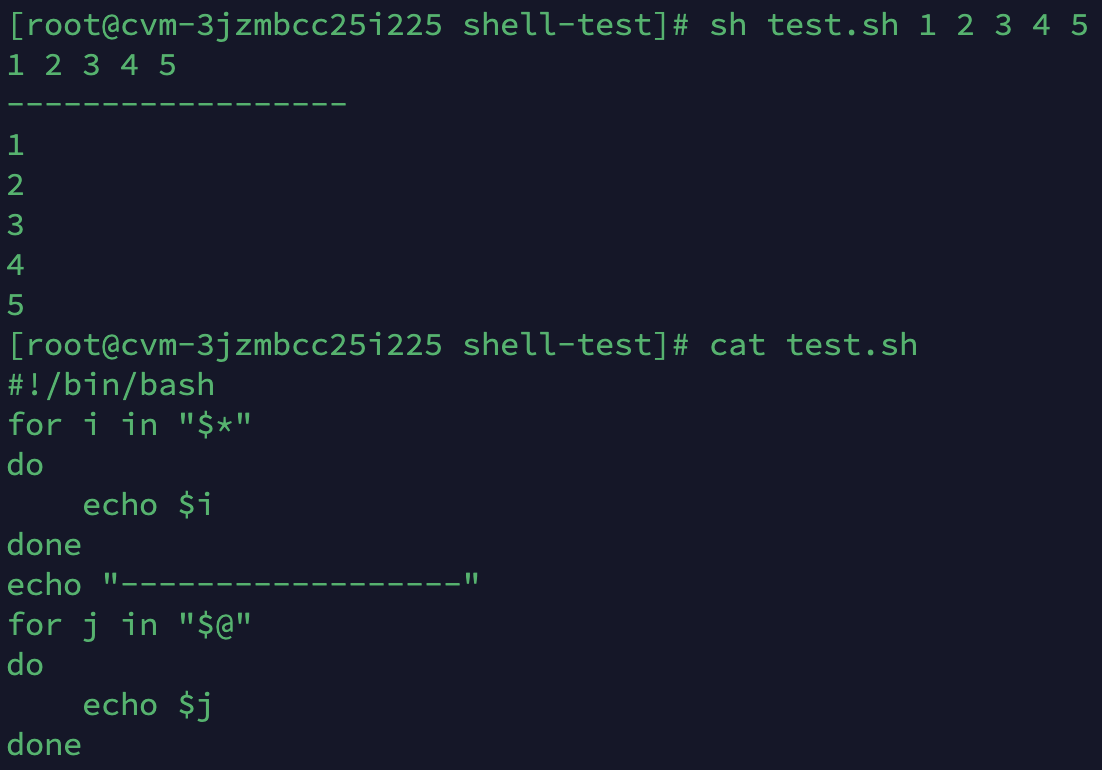 [root@cvm-3jzmbcc25i225 shell-test]# sh test.sh 1 2 3 4 5
1 2 3 4 5
------------------
1
2
3
4
5
[root@cvm-3jzmbcc25i225 shell-test]# cat test.sh
#!/bin/bash
for i in "$*"
do
    echo $i
done
echo "------------------"
for j in "$@"
do
    echo $j
done